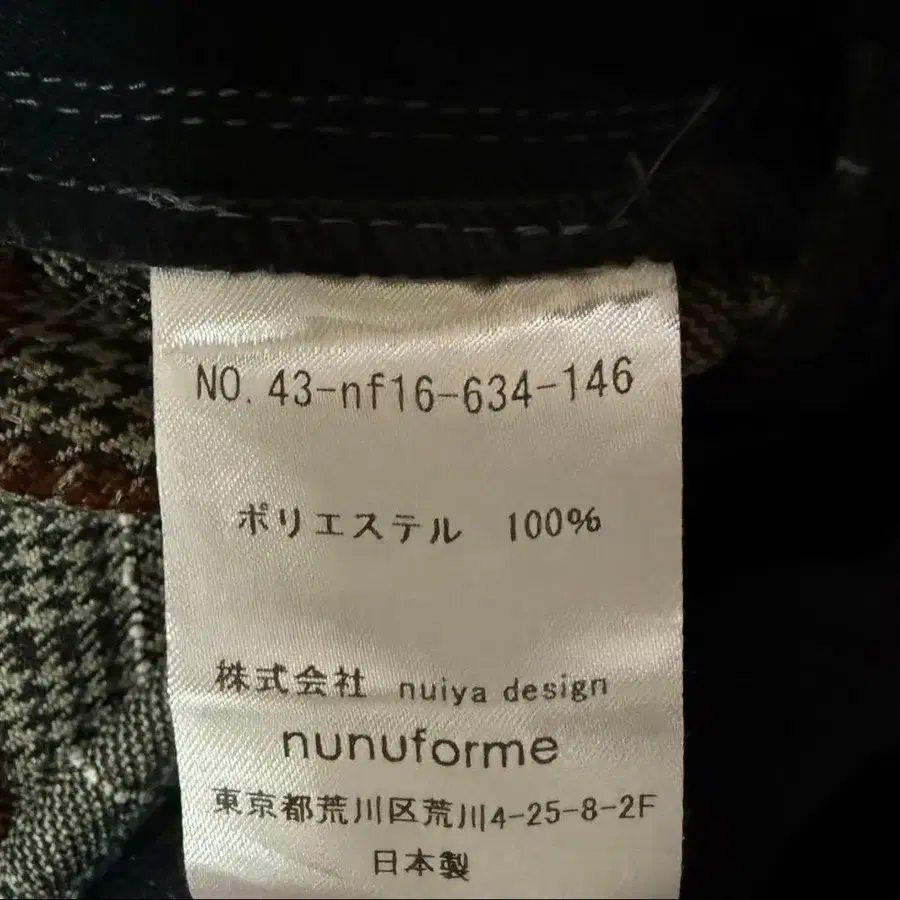 NO. 43-nf16-634-146
ポリエステル 100%
株式会社 nuiya design
nunuforme
東京都荒川区荒川4-25-8-2F
日本製